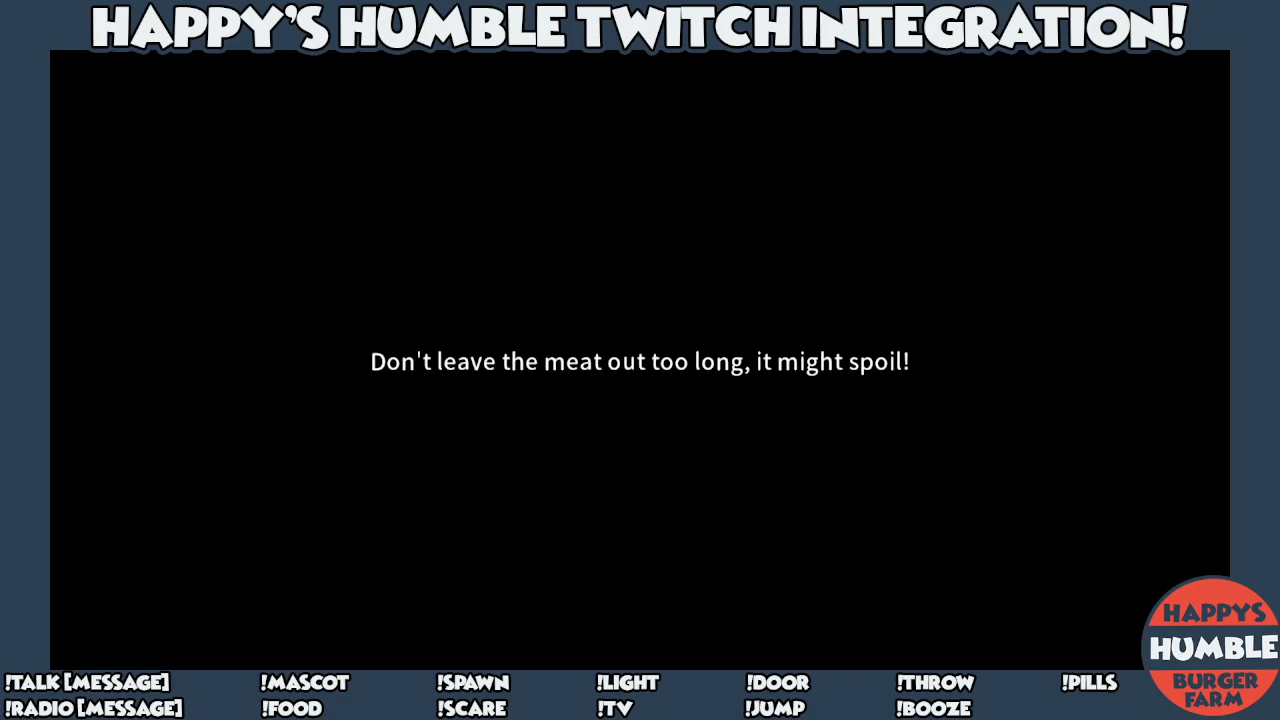 HAPPY'S HUMBLE TWITCH INTEGRATION!
Don't leave the meat out too long, it might spoil!
HAPPYS
HUMBLE
BURGER
FARM
!TALK [MESSAGE] !MASCOT !SPAWN !LIGHT !DOOR !THROW !PILLS
!RADIO [MESSAGE] !FOOD !SCARE !TV !JUMP !BOOZE